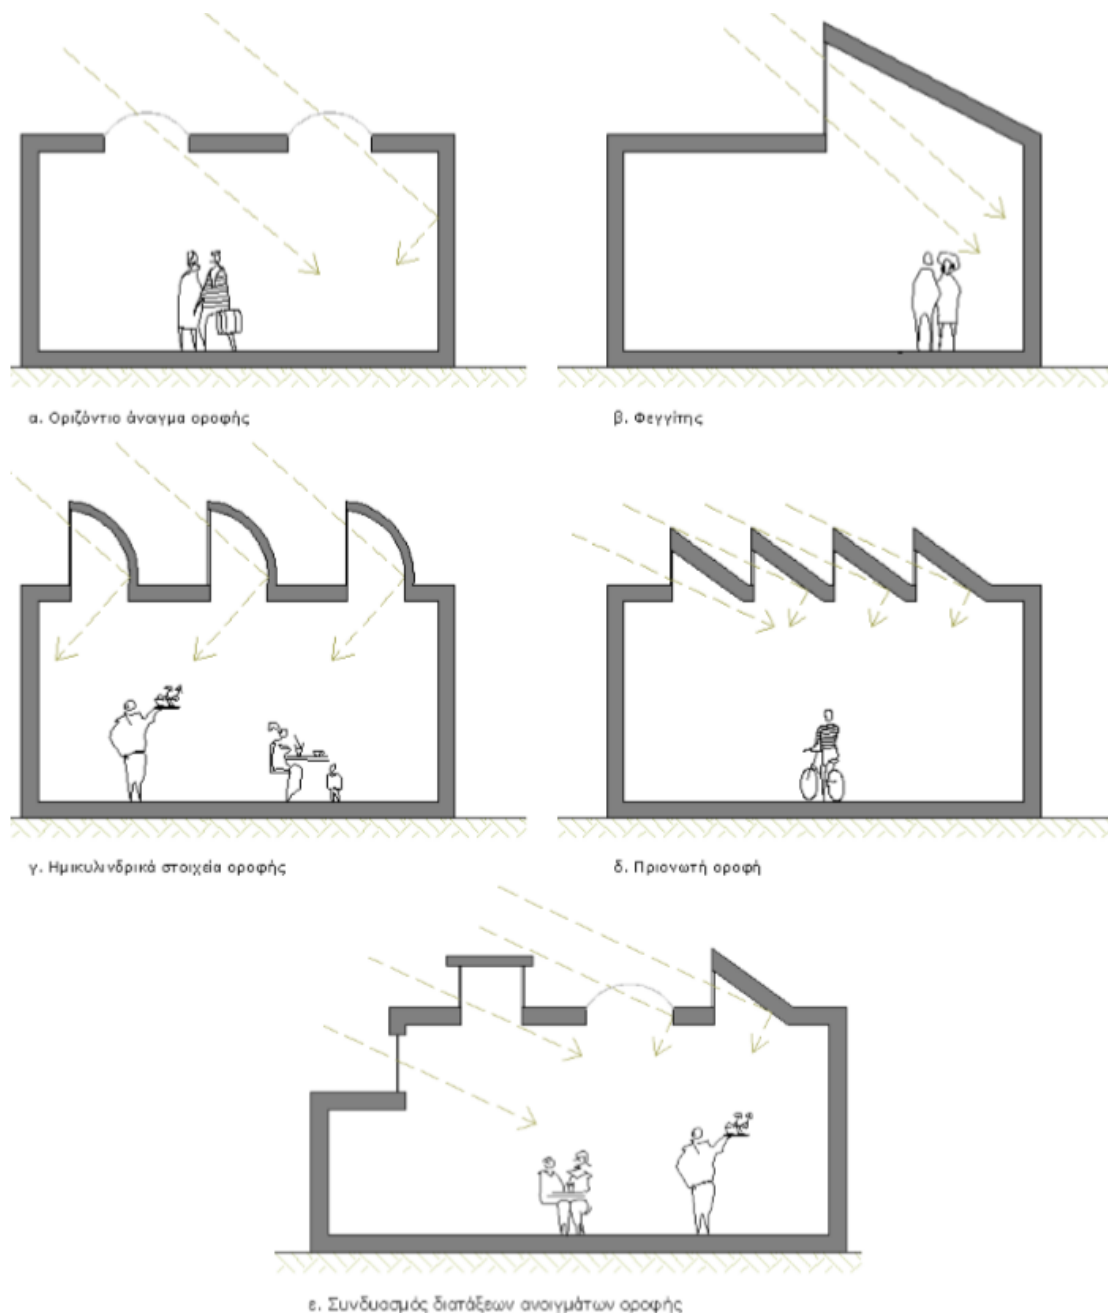 α. Οριζόντιο άνοιγμα οροφής
β. Φεγγίτης
γ. Ημικυλινδρικά στοιχεία οροφής
δ. Πριονωτή οροφή
ε. Συνδυασμός διατάξεων ανοιγμάτων οροφής